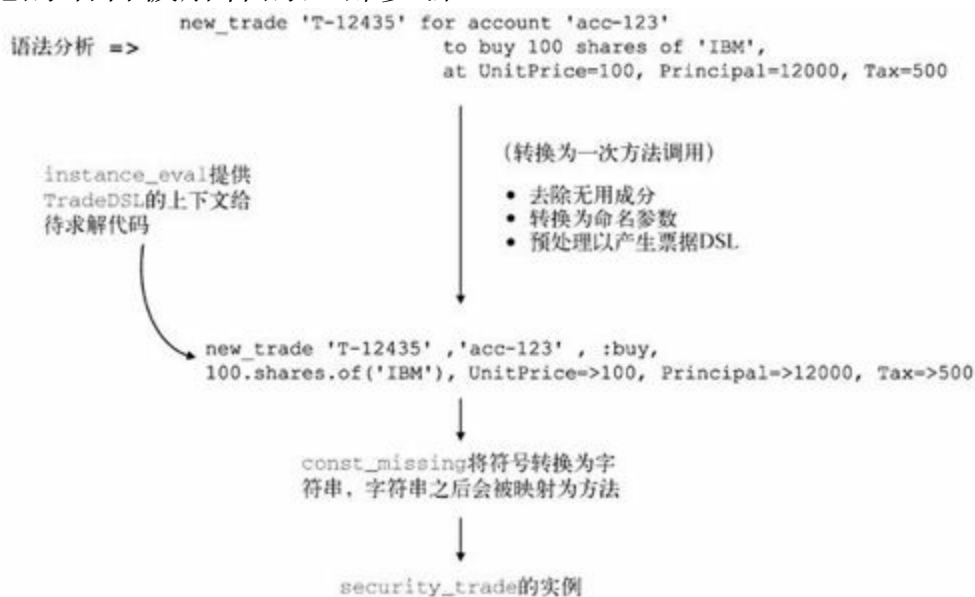 new_trade 'T-12435' for account 'acc-123'
语法分析 =>
to buy 100 shares of 'IBM',
at UnitPrice=100, Principal=12000, Tax=500
(转换为一次方法调用)
• 去除无用成分
• 转换为命名参数
• 预处理以产生票据DSL
instance_eval提供
TradeDSL的上下文给
待求解代码
new_trade 'T-12435' ,'acc-123' , :buy,
100.shares.of('IBM'), UnitPrice=>100, Principal=>12000, Tax=>500
const_missing将符号转换为字
符串，字符串之后会被映射为方法
security_trade的实例